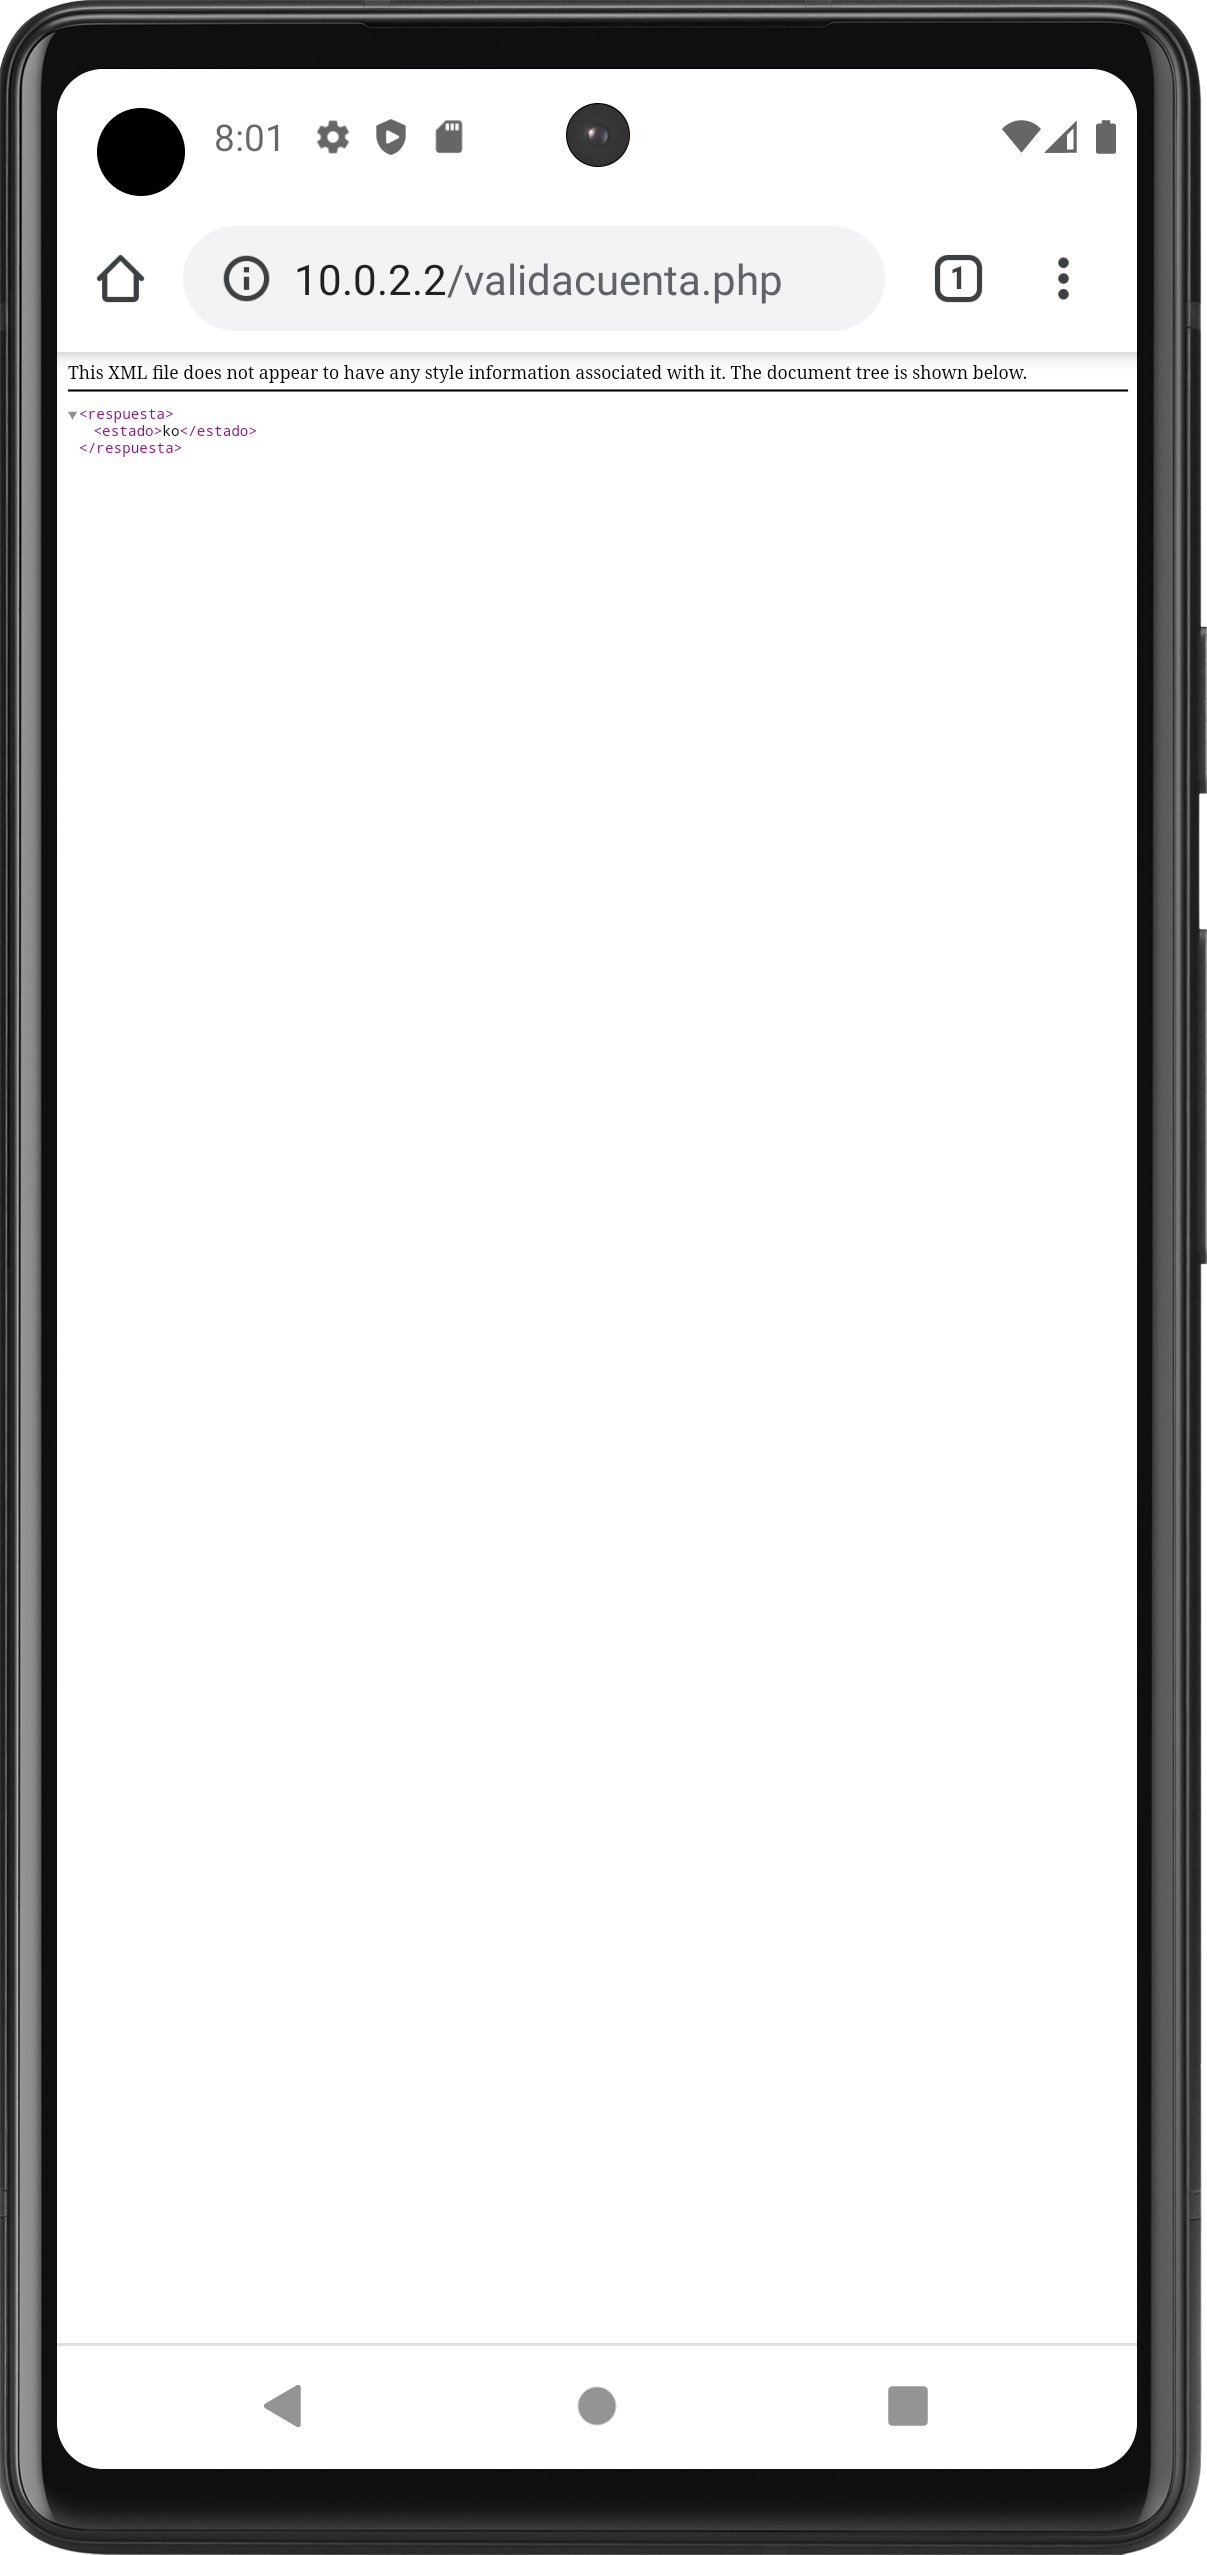 8:01
10.0.2.2/validacuenta.php
1
This XML file does not appear to have any style information associated with it. The document tree is shown below.
▼<respuesta>
<estado>ko</estado>
</respuesta>